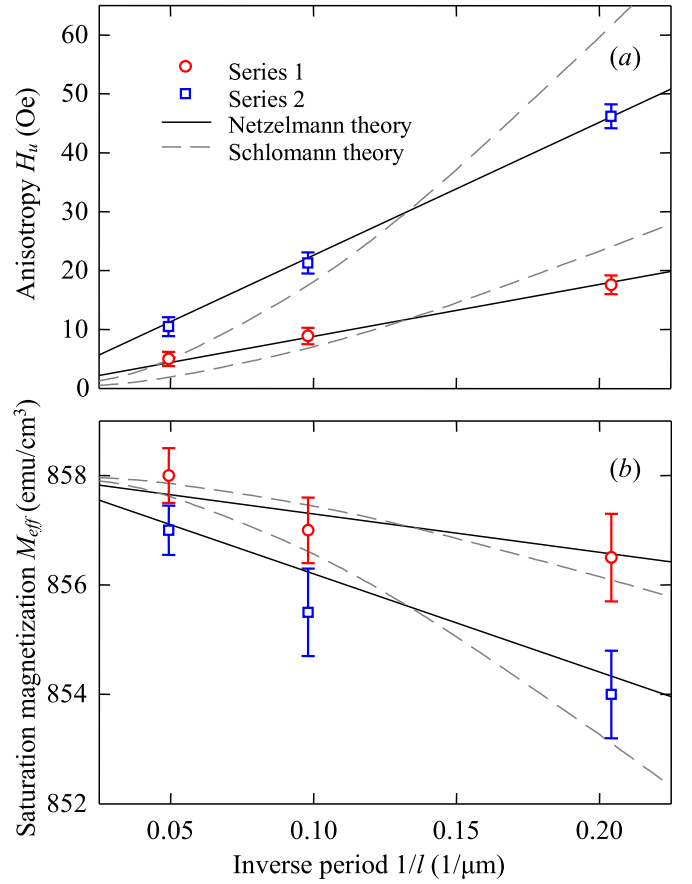 60
50
40
30
20
10
0
Anisotropy Hu (Oe)
(a)
Series 1
Series 2
Netzelmann theory
Schlomann theory
858
856
854
852
Saturation magnetization Meff (emu/cm³)
(b)
0.05 0.10 0.15 0.20
Inverse period 1/l (1/μm)